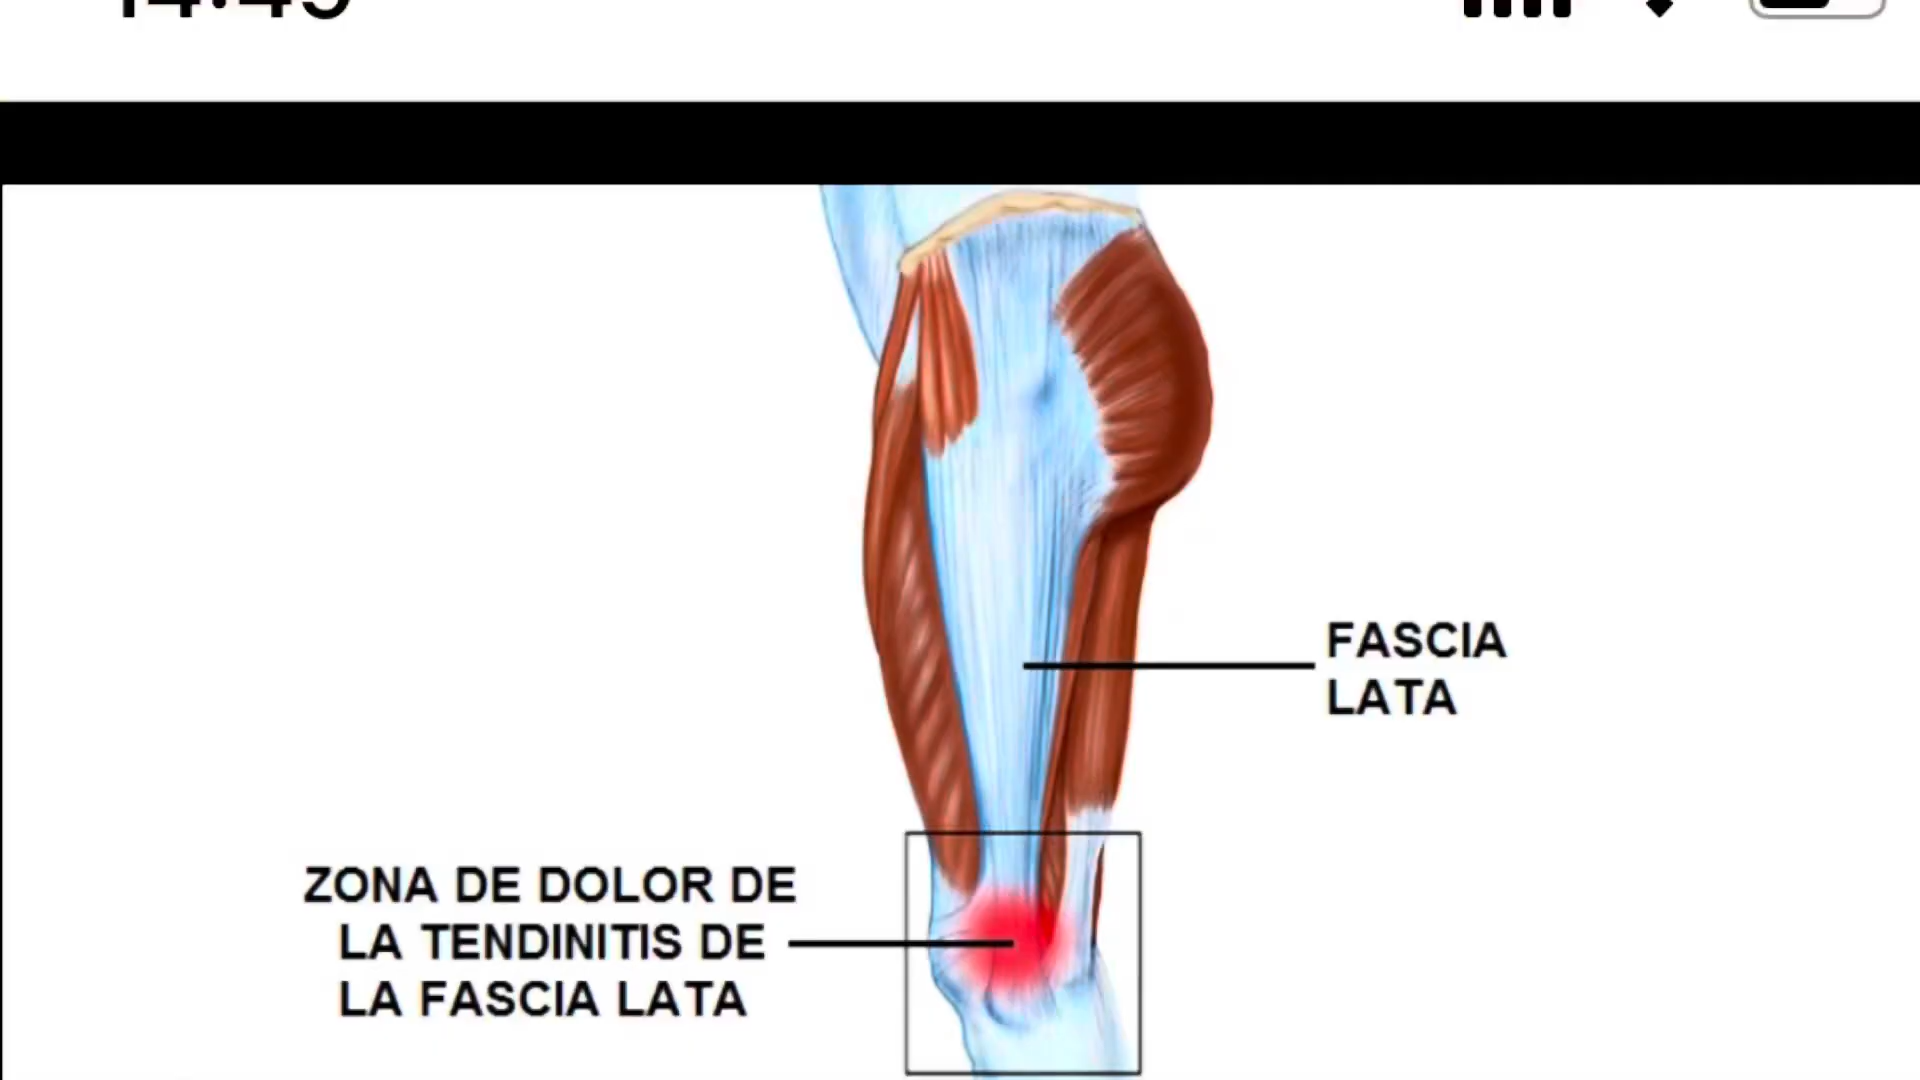 FASCIA
LATA
ZONA DE DOLOR DE
LA TENDINITIS DE
LA FASCIA LATA